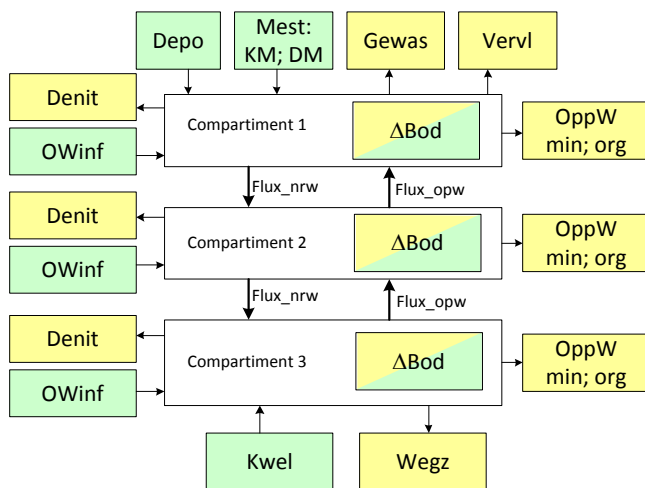 Depo
Mest:
KM; DM
Gewas
Vervl
Denit
OWinf
Compartiment 1
ΔBod
OppW
min; org
Flux_nrw
Flux_opw
Denit
OWinf
Compartiment 2
ΔBod
OppW
min; org
Flux_nrw
Flux_opw
Denit
OWinf
Compartiment 3
ΔBod
OppW
min; org
Kwel
Wegz